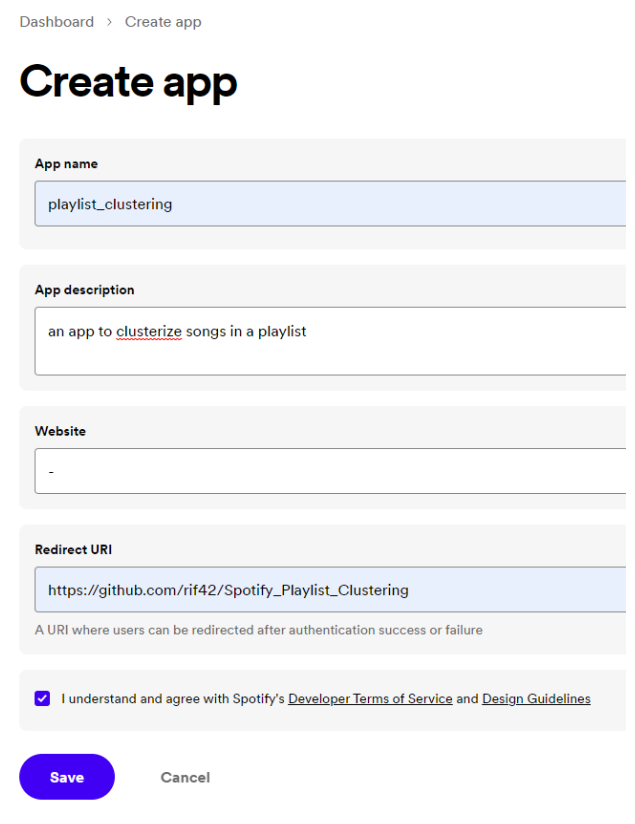 Dashboard > Create app
Create app
App name
playlist_clustering
App description
an app to clusterize songs in a playlist
Website
-
Redirect URI
https://github.com/rif42/Spotify_Playlist_Clustering
A URI where users can be redirected after authentication success or failure
I understand and agree with Spotify's Developer Terms of Service and Design Guidelines
Save Cancel